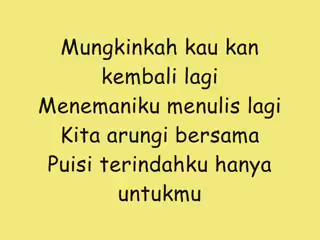 Mungkinkah kau kan
kembali lagi
Menemaniku menulis lagi
Kita arungi bersama
Puisi terindahku hanya
untukmu